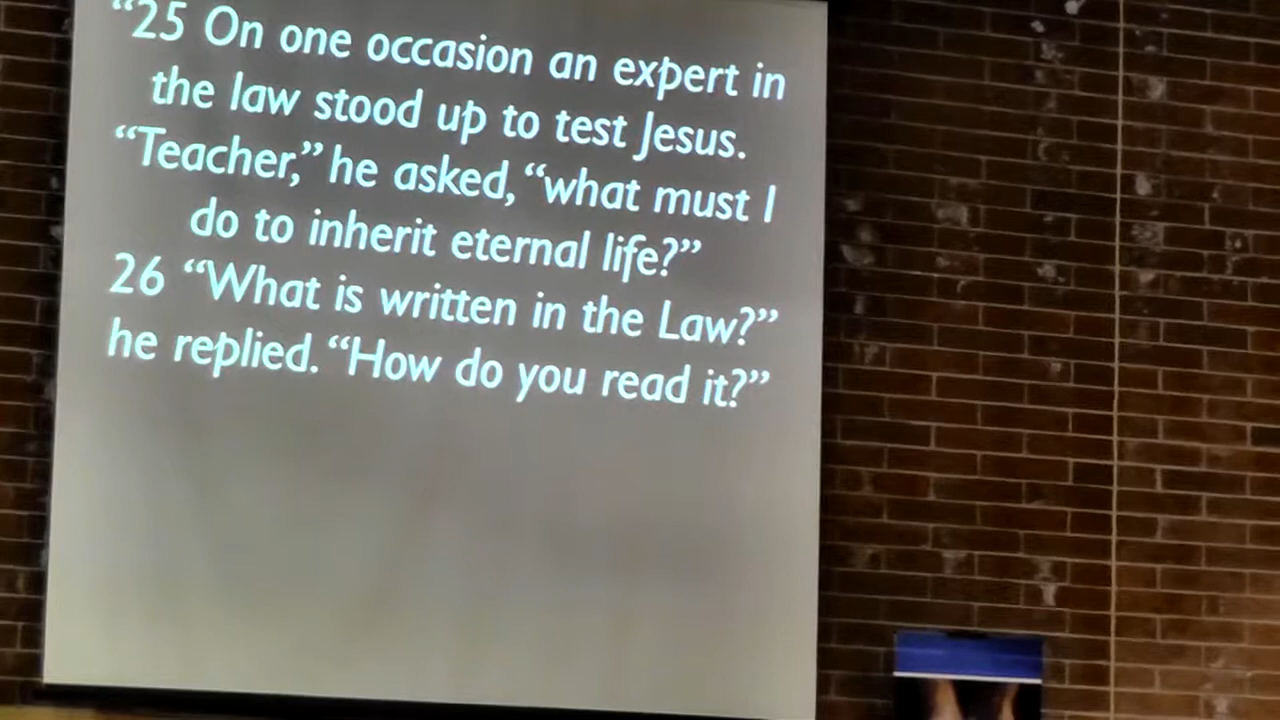 “25 On one occasion an expert in
the law stood up to test Jesus.
“Teacher,” he asked, “what must I
do to inherit eternal life?”
26 “What is written in the Law?”
he replied. “How do you read it?”